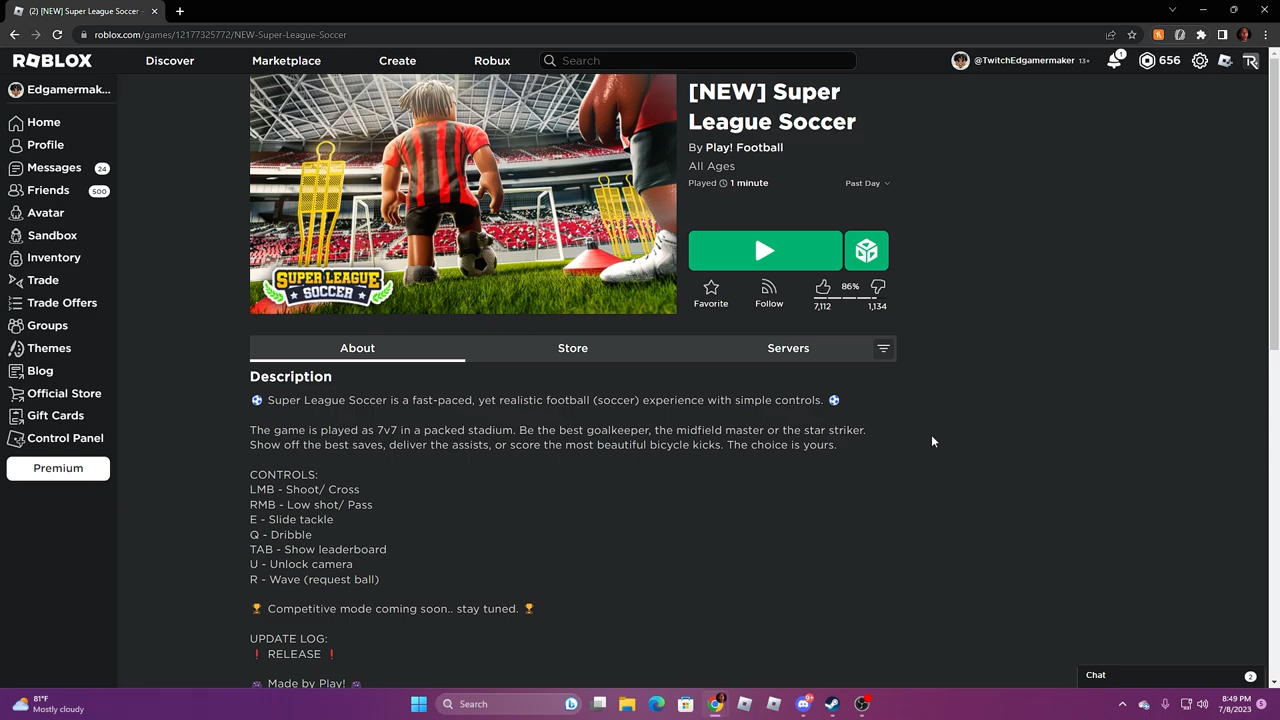 (2) [NEW] Super League Soccer -
roblox.com/games/12177325772/NEW-Super-League-Soccer
ROBLOX Discover Marketplace Create Robux Search @TwitchEdgamermaker 13+ 1 656
Edgamermak...
Home
Profile
Messages 24
Friends 500
Avatar
Sandbox
Inventory
Trade
Trade Offers
Groups
Themes
Blog
Official Store
Gift Cards
Control Panel
Premium
SUPER LEAGUE
SOCCER
[NEW] Super
League Soccer
By Play! Football
All Ages
Played 1 minute Past Day
Favorite Follow 86%
7,112 1,134
About Store Servers
Description
⚽ Super League Soccer is a fast-paced, yet realistic football (soccer) experience with simple controls. ⚽
The game is played as 7v7 in a packed stadium. Be the best goalkeeper, the midfield master or the star striker.
Show off the best saves, deliver the assists, or score the most beautiful bicycle kicks. The choice is yours.
CONTROLS:
LMB - Shoot/ Cross
RMB - Low shot/ Pass
E - Slide tackle
Q - Dribble
TAB - Show leaderboard
U - Unlock camera
R - Wave (request ball)
🏆 Competitive mode coming soon.. stay tuned. 🏆
UPDATE LOG:
❗ RELEASE ❗
🎮 Made by Play! 🎮
Chat 2
81°F
Mostly cloudy
Search
8:49 PM
7/8/2023
5